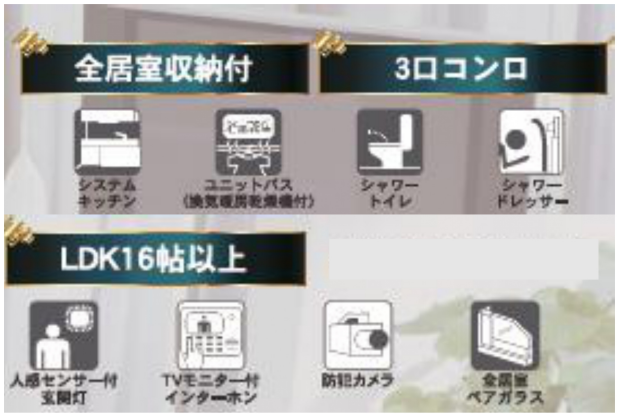 全居室収納付
3口コンロ
システム
キッチン
ユニットバス
(換気暖房乾燥機付)
シャワー
トイレ
シャワー
ドレッサー
LDK16帖以上
人感センサー付
玄関灯
TVモニター付
インターホン
防犯カメラ
全居室
ペアガラス